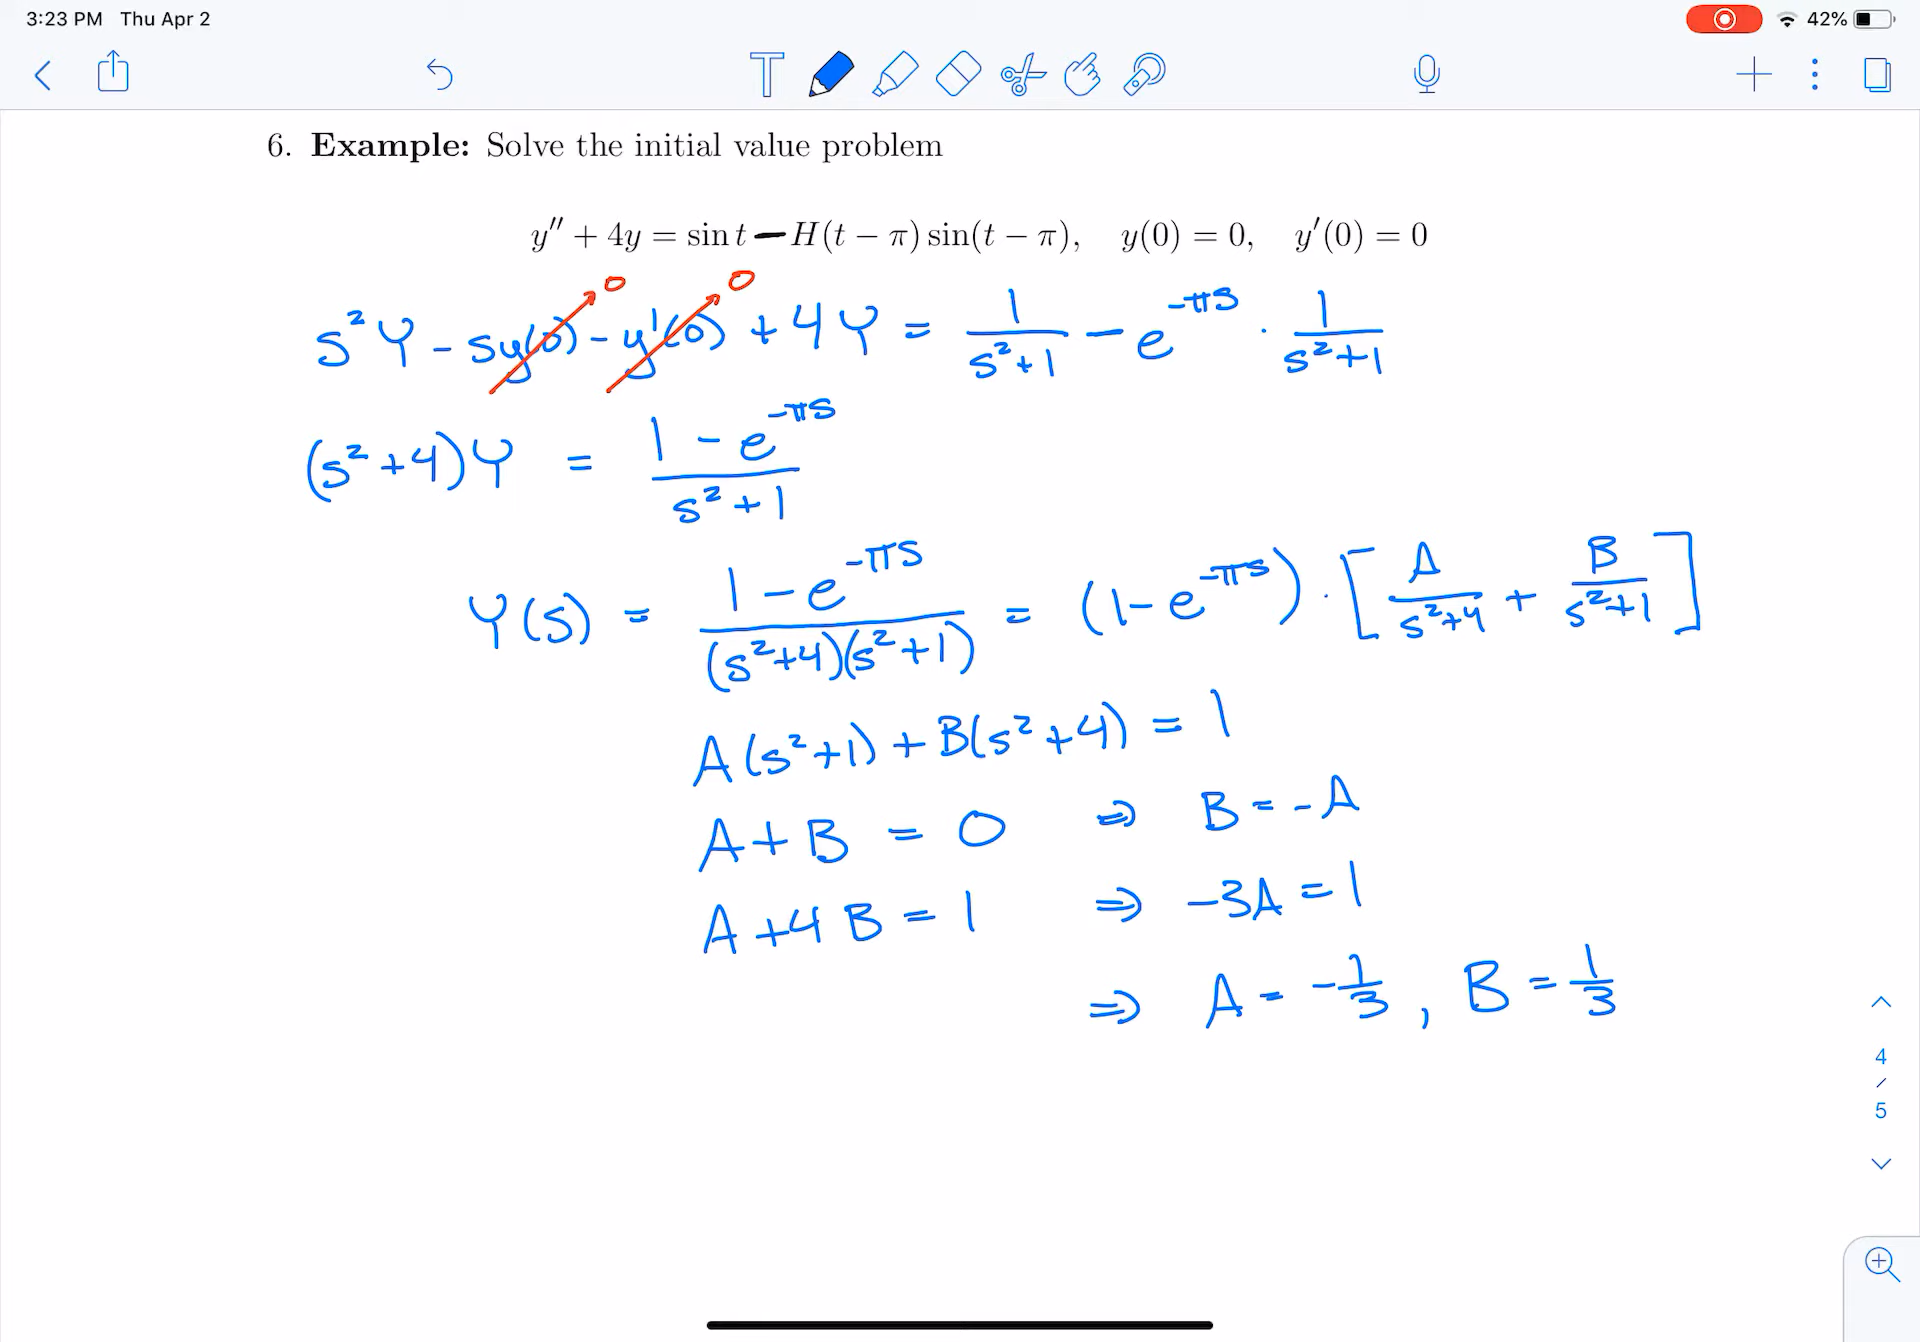 3:23 PM Thu Apr 2 42%
T
6. Example: Solve the initial value problem
y″ + 4y = sin t − H(t − π) sin(t − π), y(0) = 0, y′(0) = 0
0 0
s²Y − sy(0) − y'(0) + 4Y = 1/(s²+1) − e^(−πs) · 1/(s²+1)
(s²+4)Y = (1 − e^(−πs))/(s²+1)
Y(s) = (1 − e^(−πs))/((s²+4)(s²+1)) = (1 − e^(−πs)) · [A/(s²+4) + B/(s²+1)]
A(s²+1) + B(s²+4) = 1
A + B = 0 ⇒ B = −A
A + 4B = 1 ⇒ −3A = 1
⇒ A = −1/3, B = 1/3
4
/
5